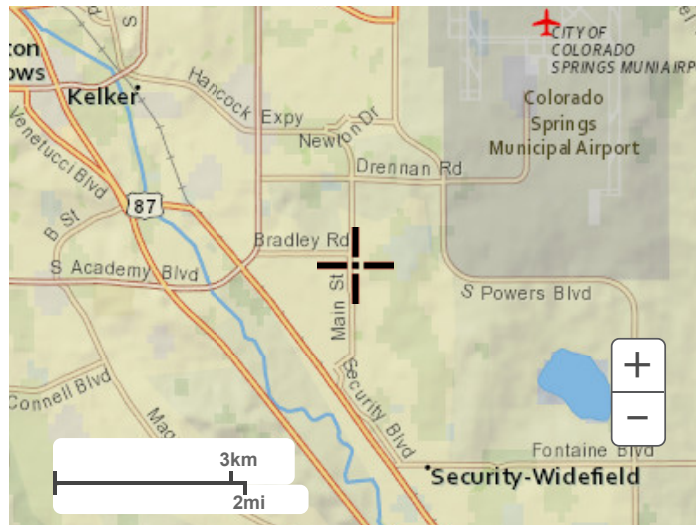 S
ton
ows
Kelker
CITY OF
COLORADO
SPRINGS MUNIAIRP
Colorado
Springs
Municipal Airport
Hancock Expy
Newton Dr
Venetucci Blvd
Drennan Rd
87
B St
Bradley Rd
S Academy Blvd
S Powers Blvd
Main St
+
−
Security Blvd
Connell Blvd
Mag
Fontaine Blvd
Security-Widefield
3km
2mi